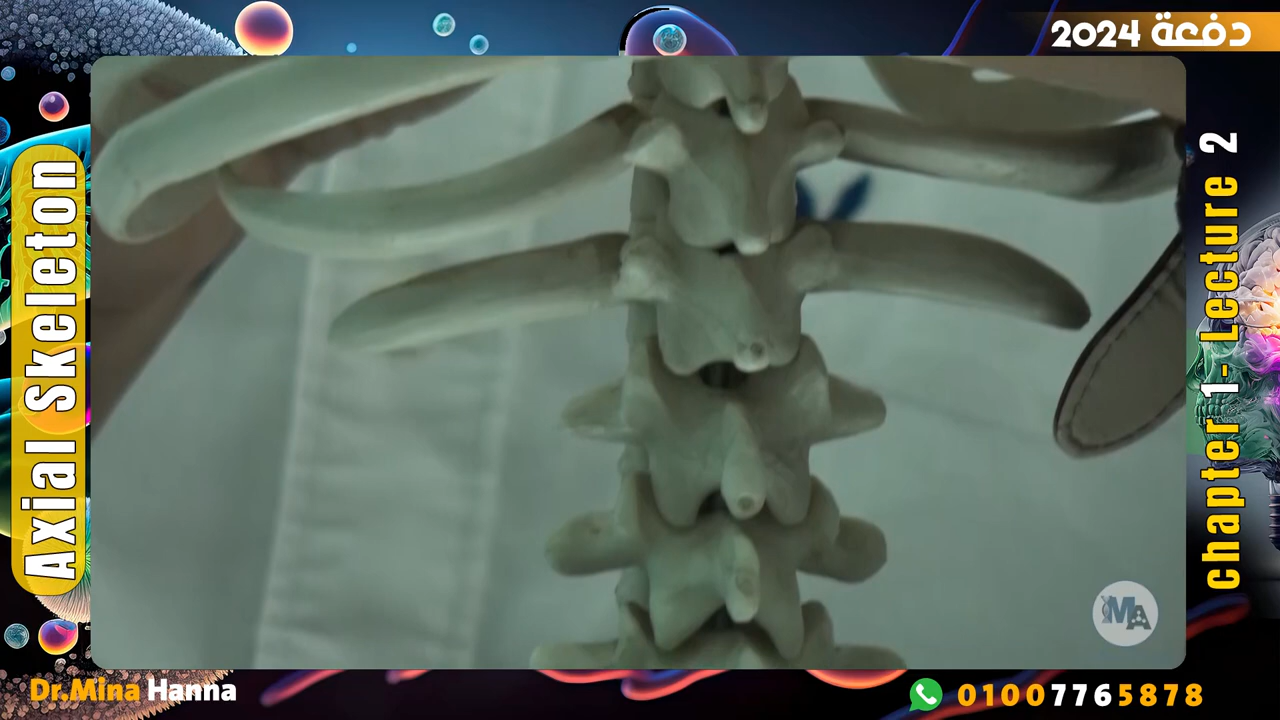 دفعة 2024
Axial Skeleton
chapter 1- Lecture 2
MA
Dr.Mina Hanna
01007765878